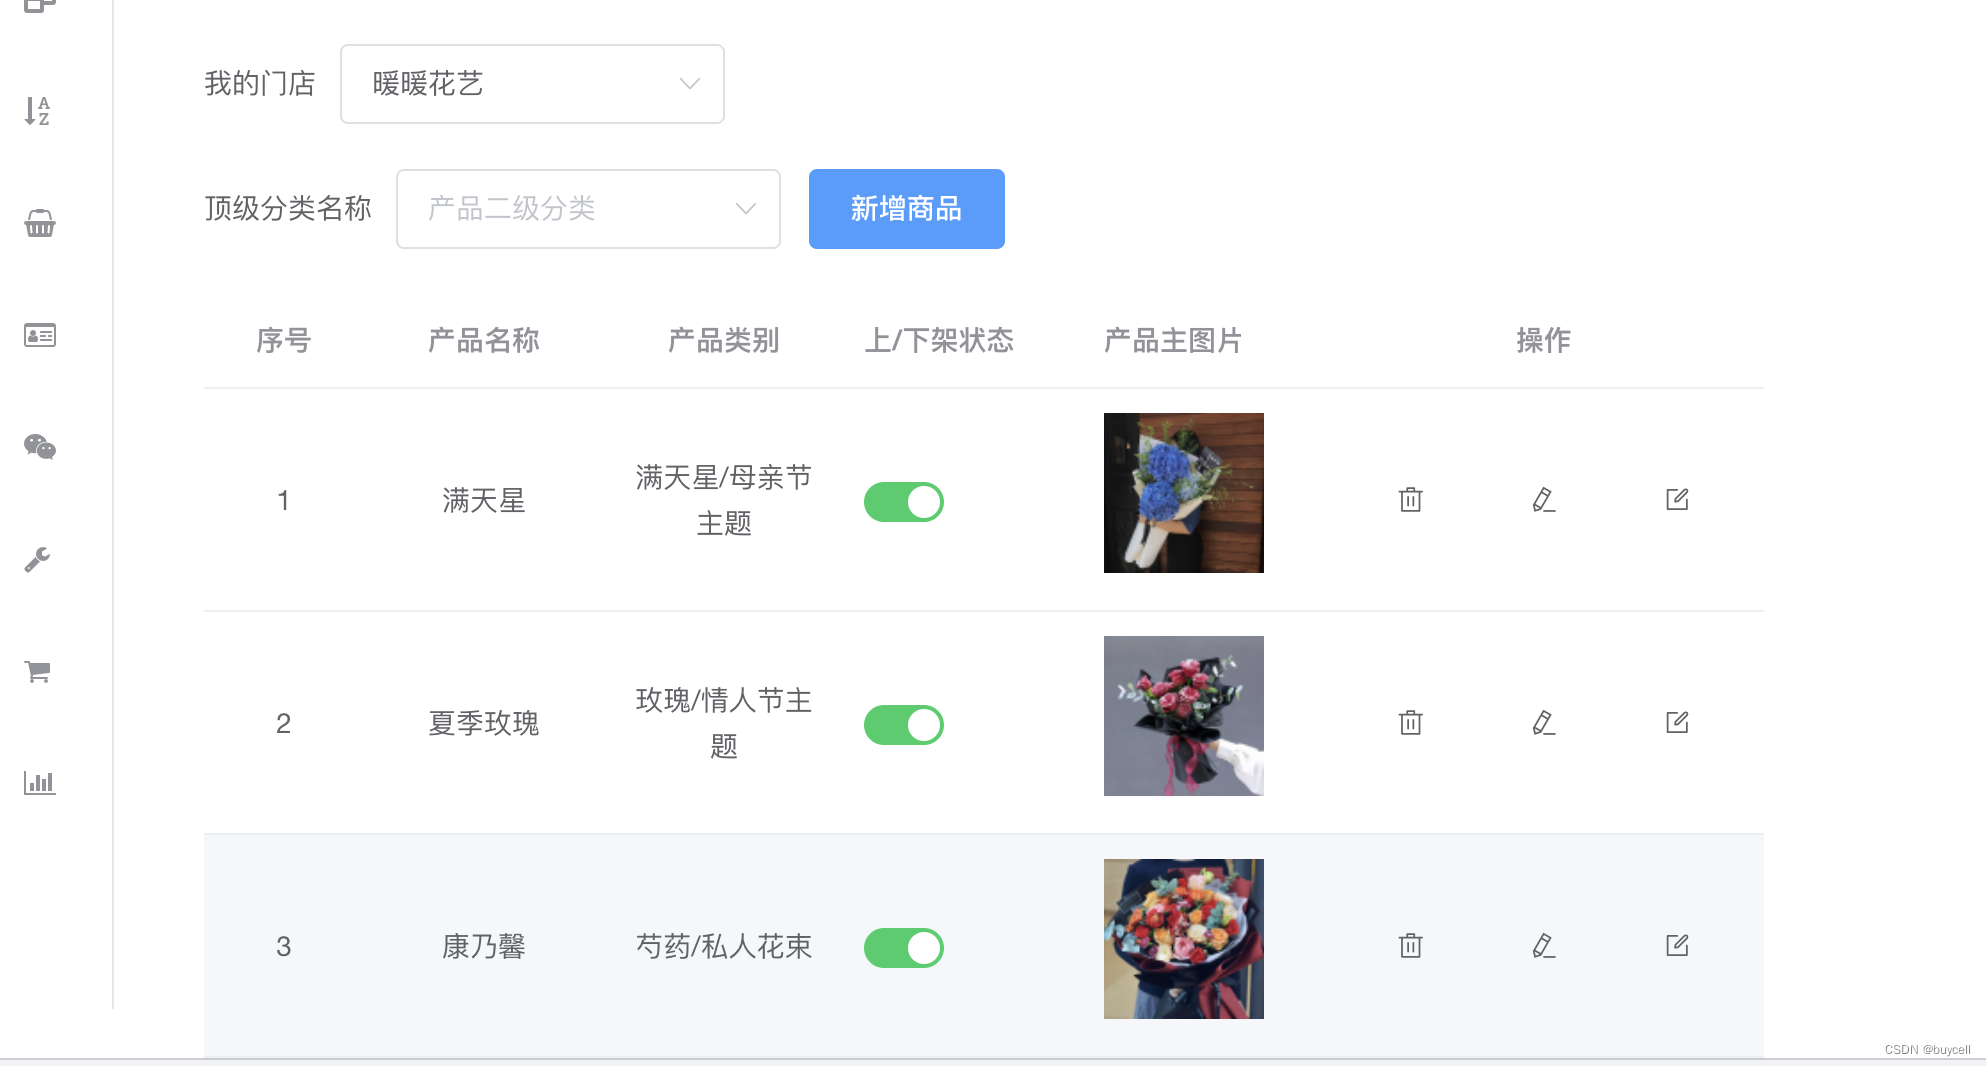 我的门店 暖暖花艺
顶级分类名称 产品二级分类 新增商品
序号 产品名称 产品类别 上/下架状态 产品主图片 操作
1 满天星 满天星/母亲节
主题
2 夏季玫瑰 玫瑰/情人节主
题
3 康乃馨 芍药/私人花束
CSDN @buycell